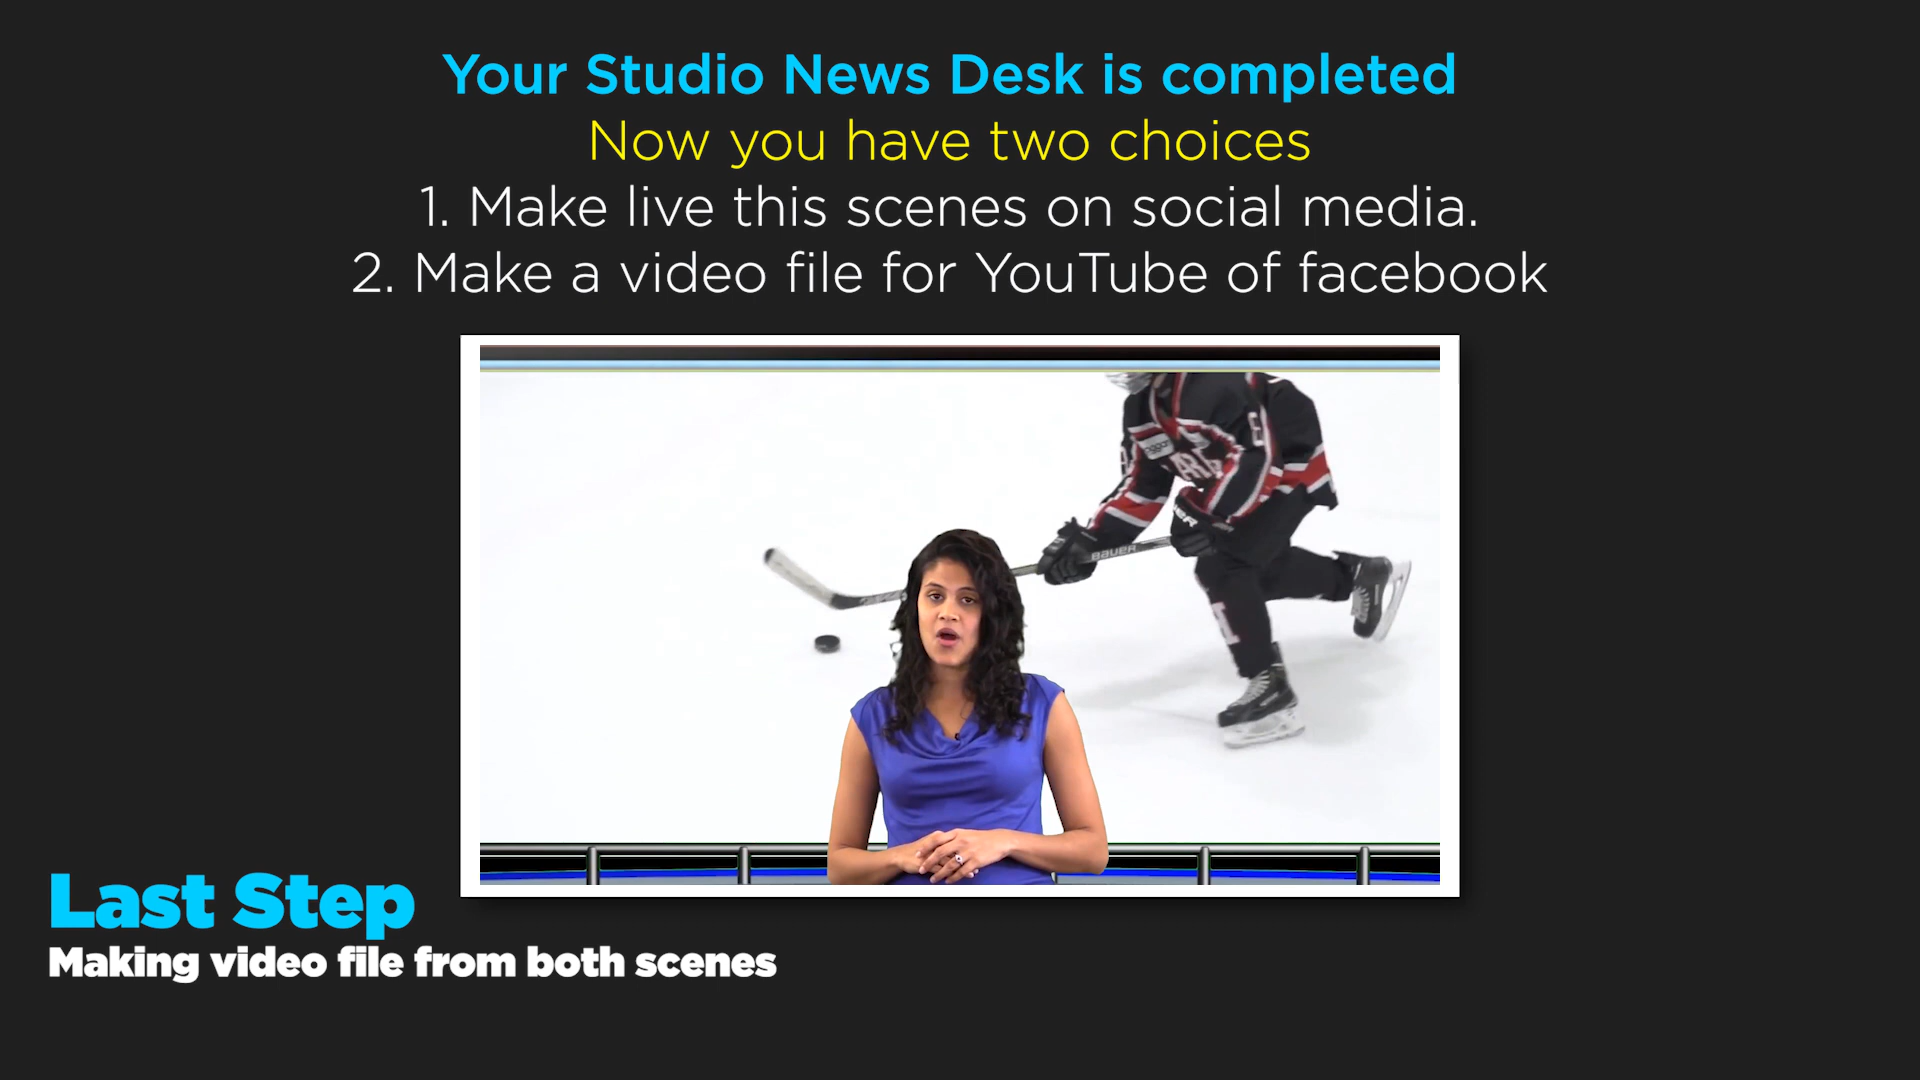 Your Studio News Desk is completed
Now you have two choices
1. Make live this scenes on social media.
2. Make a video file for YouTube of facebook
BAUER
Last Step
Making video file from both scenes